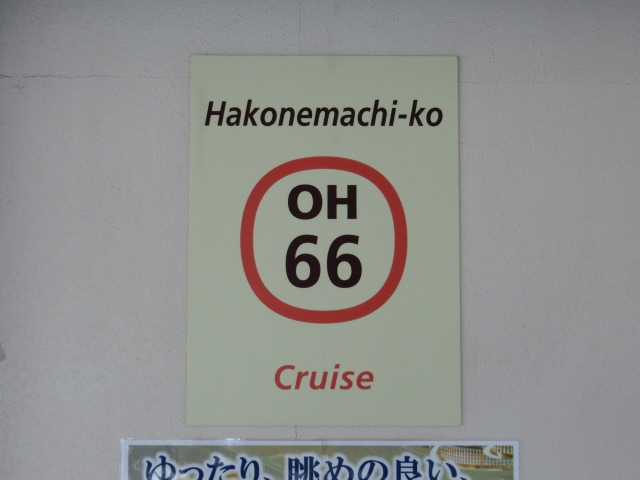 Hakonemachi-ko
OH
66
Cruise
ゆったり、眺めの良い、